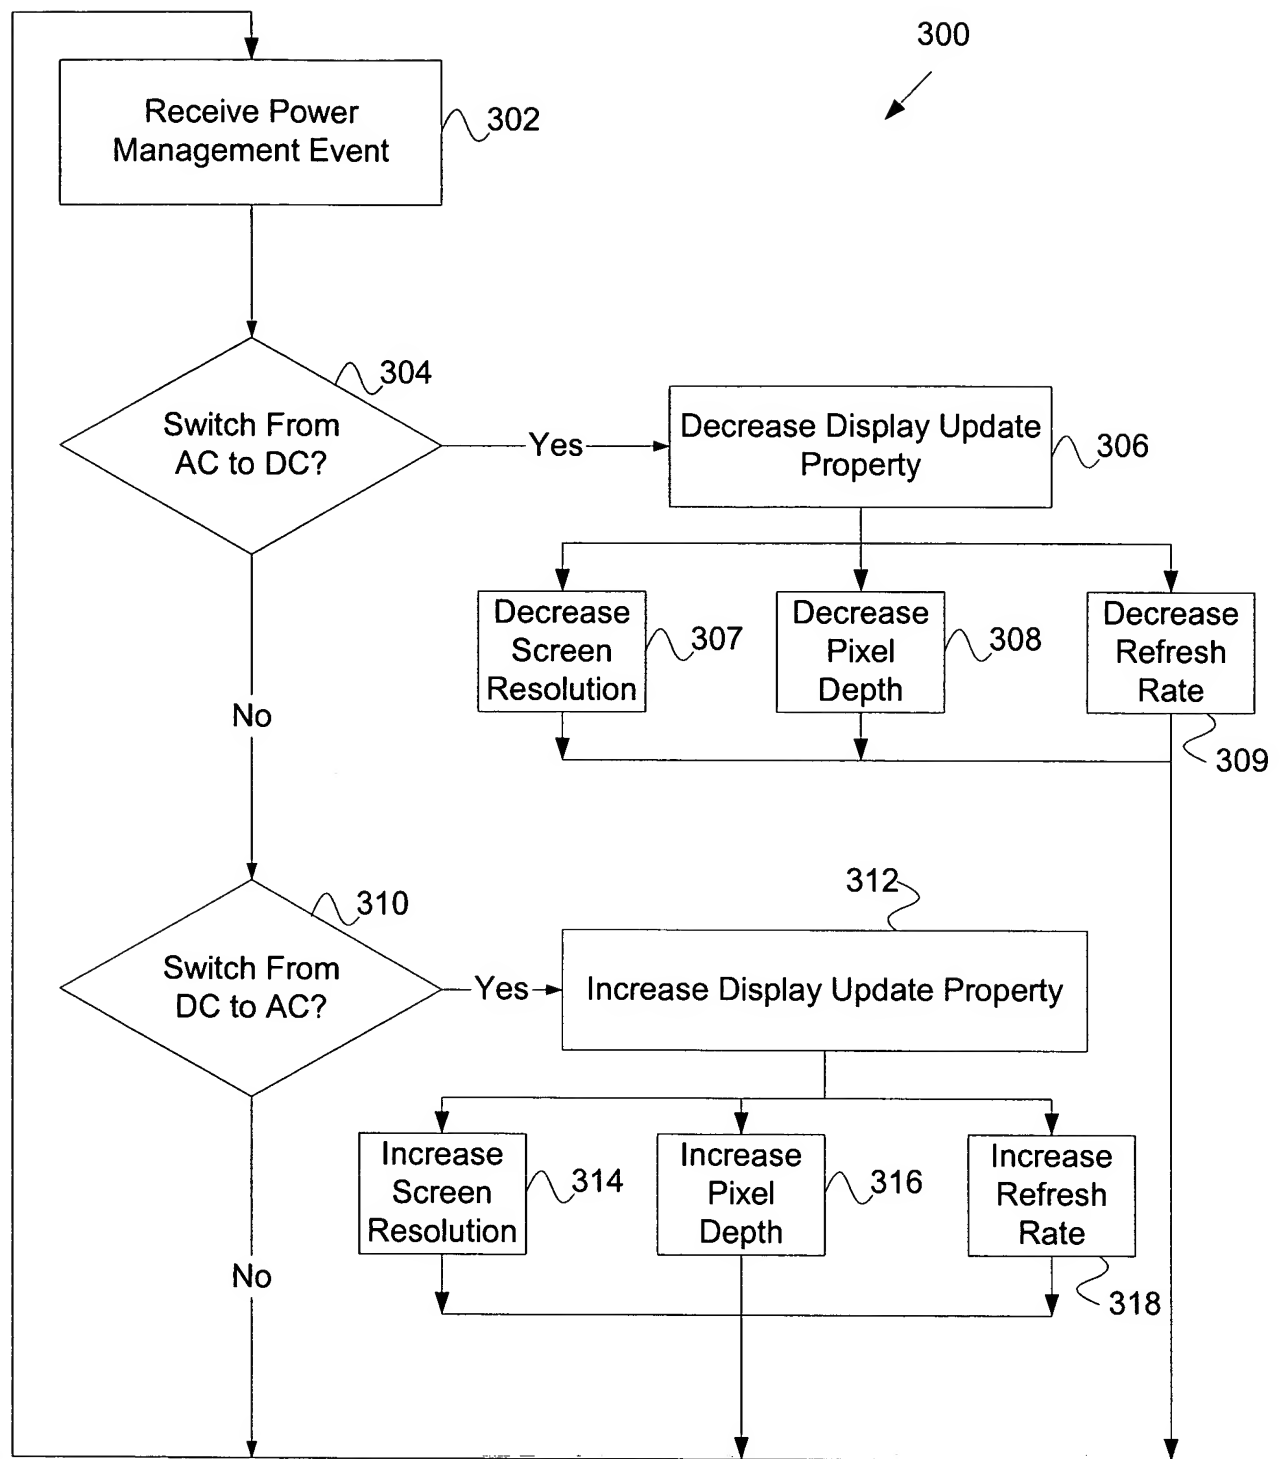 300
Receive Power
Management Event
302
304
Switch From
AC to DC?
Yes
Decrease Display Update
Property
306
Decrease
Screen
Resolution
307
Decrease
Pixel
Depth
308
Decrease
Refresh
Rate
309
No
310
Switch From
DC to AC?
Yes
312
Increase Display Update Property
Increase
Screen
Resolution
314
Increase
Pixel
Depth
316
Increase
Refresh
Rate
318
No